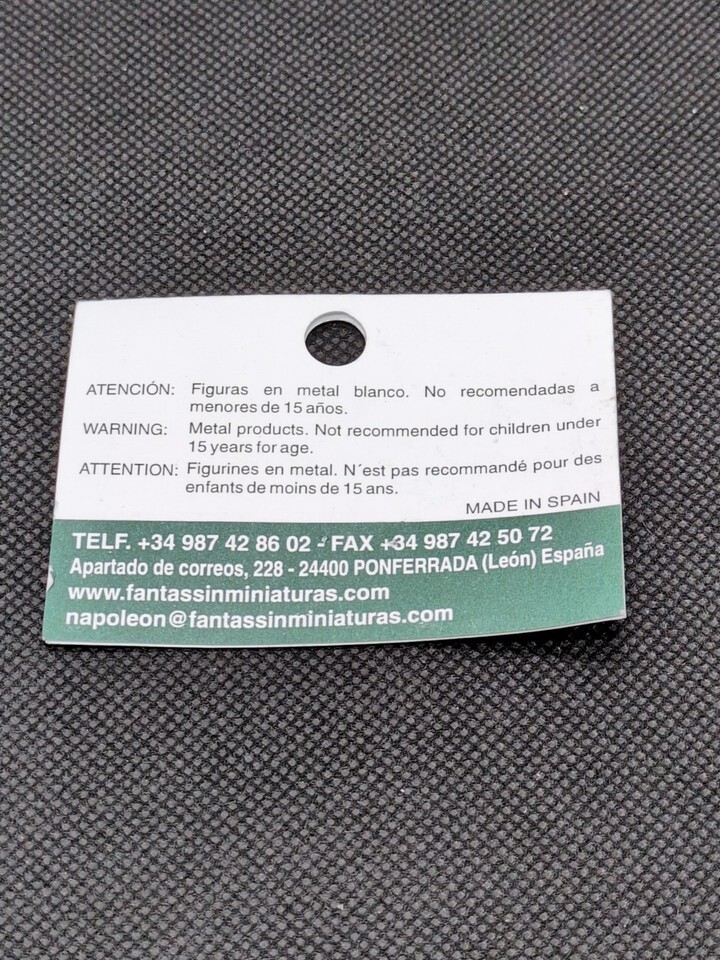 ATENCIÓN: Figuras en metal blanco. No recomendadas a
menores de 15 años.
WARNING: Metal products. Not recommended for children under
15 years for age.
ATTENTION: Figurines en metal. N´est pas recommandé pour des
enfants de moins de 15 ans.
MADE IN SPAIN
TELF. +34 987 42 86 02 - FAX +34 987 42 50 72
Apartado de correos, 228 - 24400 PONFERRADA (León) España
www.fantassinminiaturas.com
napoleon@fantassinminiaturas.com